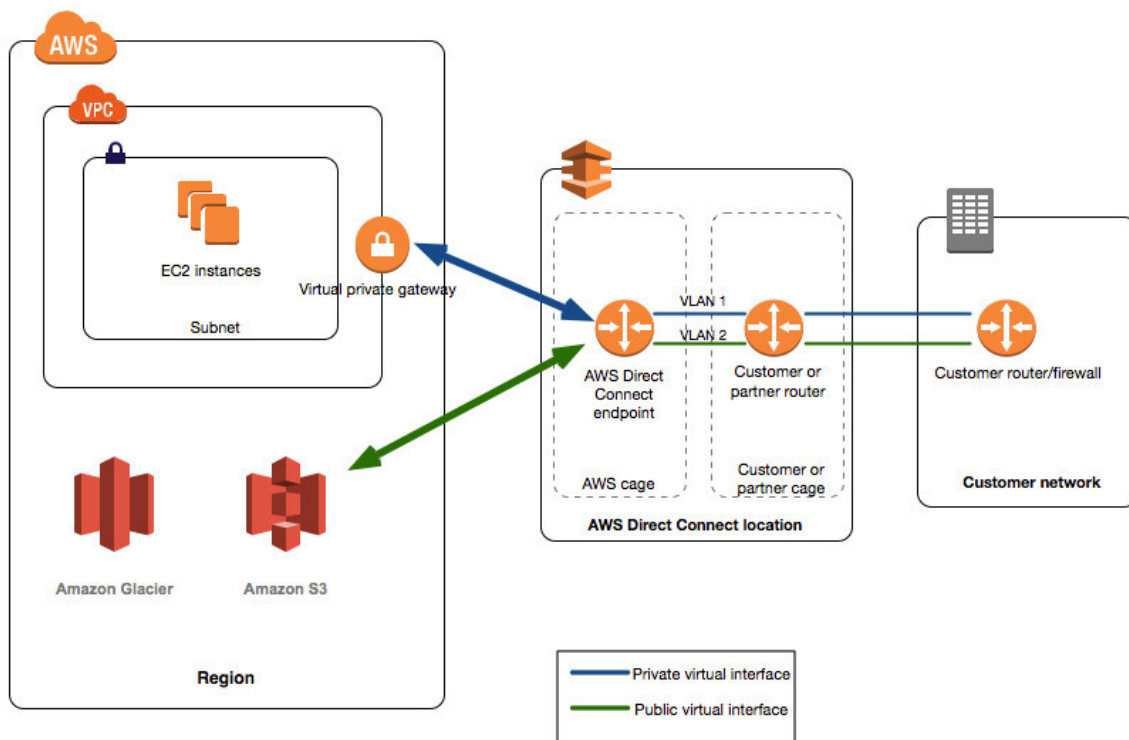 AWS
VPC
EC2 instances
Virtual private gateway
Subnet
Amazon Glacier
Amazon S3
Region
VLAN 1
VLAN 2
AWS Direct
Connect
endpoint
AWS cage
Customer or
partner router
Customer or
partner cage
AWS Direct Connect location
Customer router/firewall
Customer network
Private virtual interface
Public virtual interface